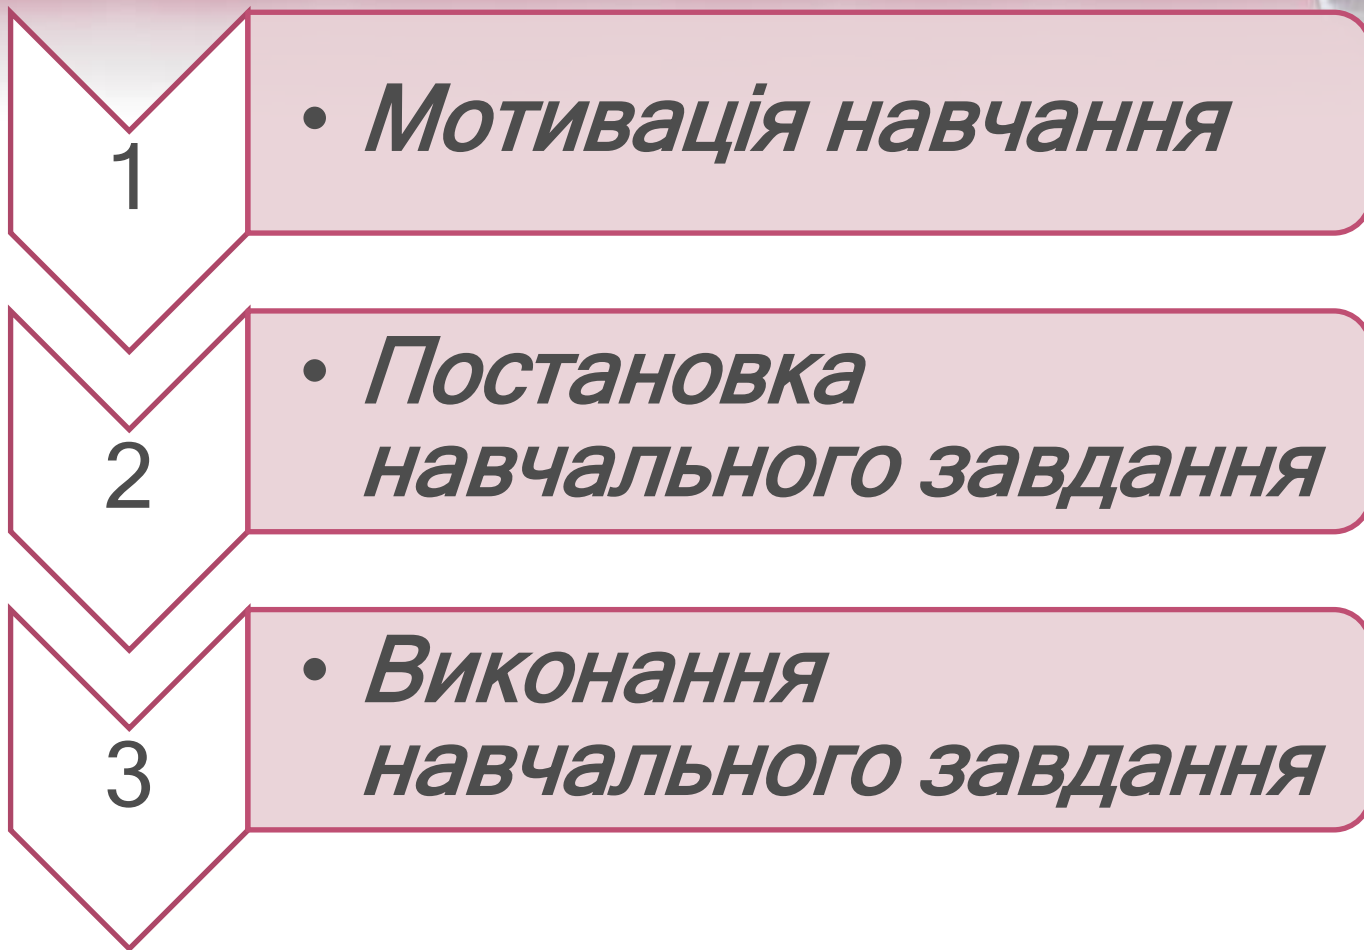 1
• Мотивація навчання
2
• Постановка
навчального завдання
3
• Виконання
навчального завдання